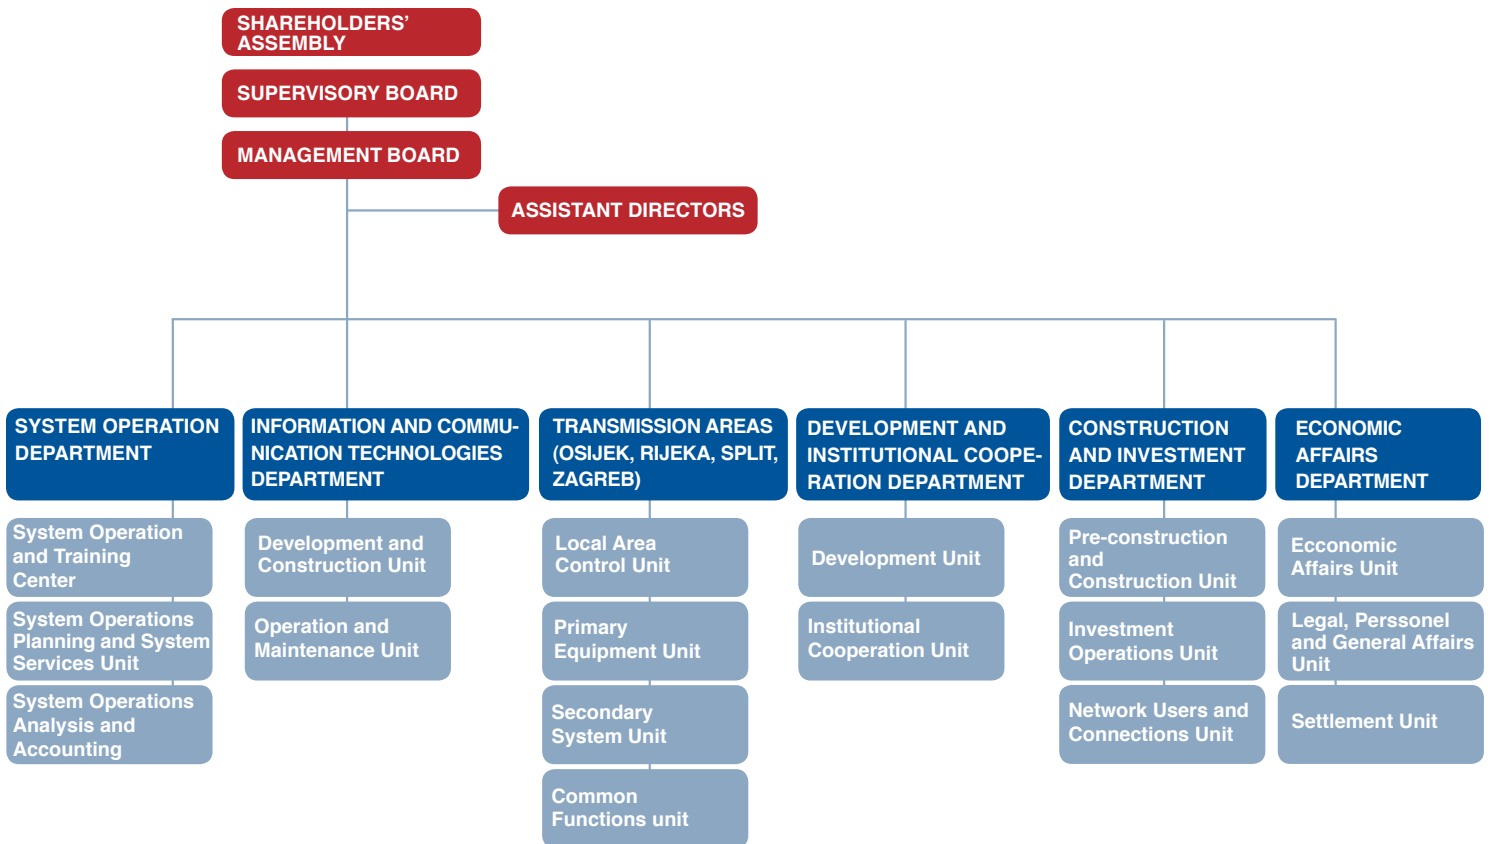 SHAREHOLDERS'
ASSEMBLY
SUPERVISORY BOARD
MANAGEMENT BOARD
ASSISTANT DIRECTORS
SYSTEM OPERATION
DEPARTMENT
System Operation
and Training
Center
System Operations
Planning and System
Services Unit
System Operations
Analysis and
Accounting
INFORMATION AND COMMU-
NICATION TECHNOLOGIES
DEPARTMENT
Development and
Construction Unit
Operation and
Maintenance Unit
TRANSMISSION AREAS
(OSIJEK, RIJEKA, SPLIT,
ZAGREB)
Local Area
Control Unit
Primary
Equipment Unit
Secondary
System Unit
Common
Functions unit
DEVELOPMENT AND
INSTITUTIONAL COOPE-
RATION DEPARTMENT
Development Unit
Institutional
Cooperation Unit
CONSTRUCTION
AND INVESTMENT
DEPARTMENT
Pre-construction
and
Construction Unit
Investment
Operations Unit
Network Users and
Connections Unit
ECONOMIC
AFFAIRS
DEPARTMENT
Ecconomic
Affairs Unit
Legal, Perssonel
and General Affairs
Unit
Settlement Unit